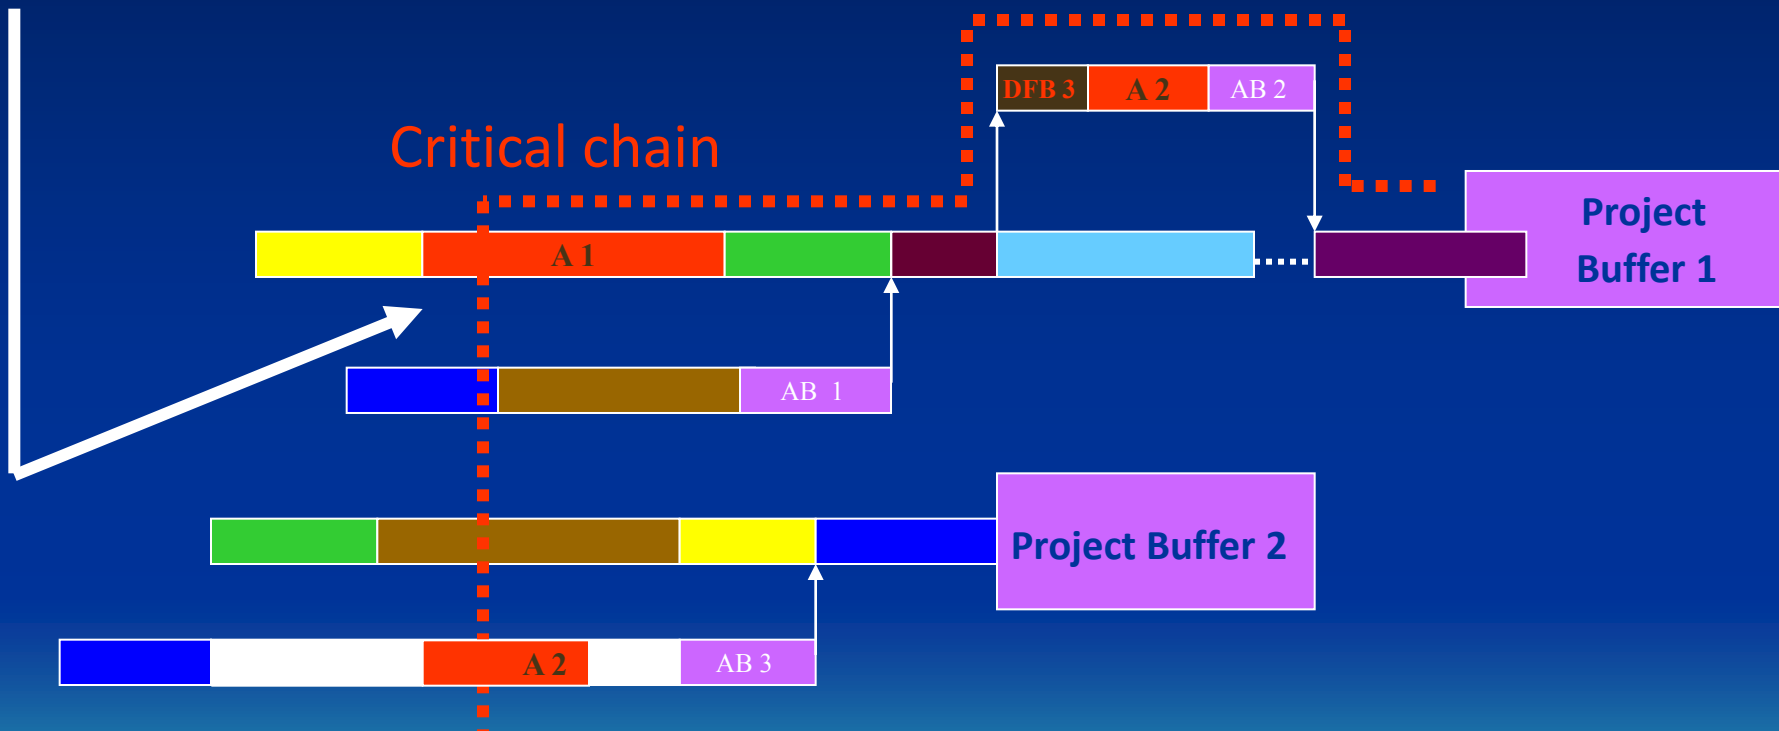 DFB 3 A 2 AB 2
Critical chain
Project
Buffer 1
A 1
AB 1
Project Buffer 2
A 2 AB 3